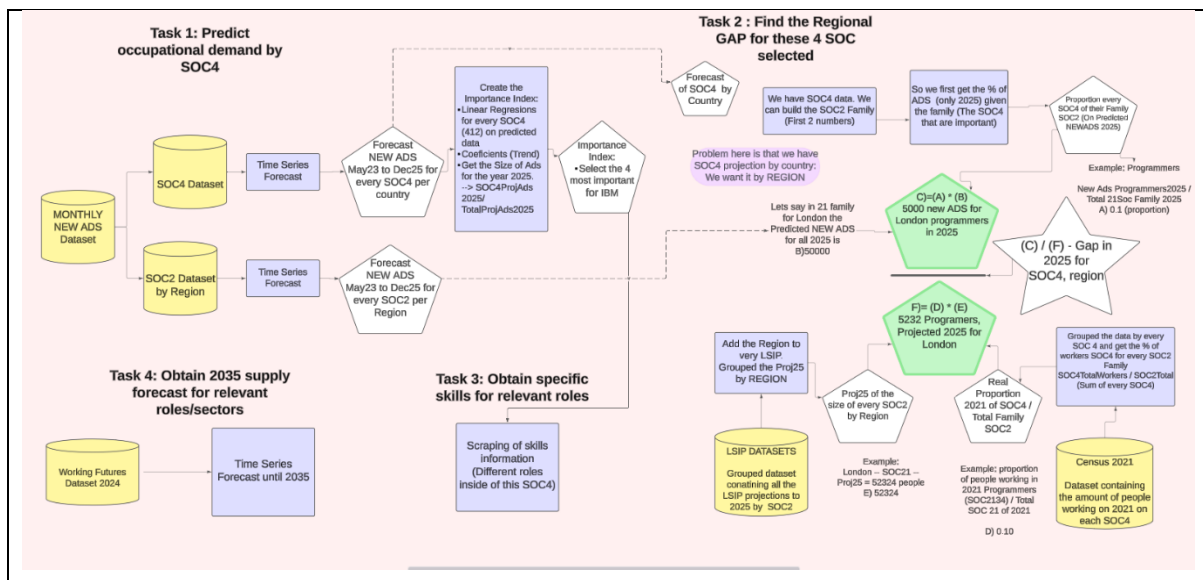 Task 1: Predict
occupational demand by
SOC4
MONTHLY
NEW ADS
Dataset
SOC4 Dataset
Time Series
Forecast
Forecast
NEW ADS
May23 to Dec25 for
every SOC4 per
country
Create the
Importance Index:
•Linear Regresions
for every SOC4
(412) on predicted
data
•Coeficients (Trend)
•Get the Size of Ads
for the year 2025.
--> SOC4ProjAds
2025/
TotalProjAds2025
Importance
Index:
•Select the 4
most important
for IBM
SOC2 Dataset
by Region
Time Series
Forecast
Forecast
NEW ADS
May23 to Dec25 for
every SOC2 per
Region
Task 2 : Find the Regional
GAP for these 4 SOC
selected
Forecast
of SOC4 by
Country
We have SOC4 data. We
can build the SOC2 Family
(First 2 numbers)
So we first get the % of
ADS (only 2025) given
the family (The SOC4
that are important)
Proportion every
SOC4 of their Family
SOC2 (On Predicted
NEWADS 2025)
Problem here is that we have
SOC4 projection by country:
We want it by REGION
Example: Programmers
New Ads Programmers2025 /
Total 21Soc Family 2025
A) 0.1 (proportion)
Lets say in 21 family
for London the
Predicted NEW ADS
for all 2025 is
B)50000
C)=(A) * (B)
5000 new ADS for
London programmers
in 2025
(C) / (F) - Gap in
2025 for
SOC4, region
F)= (D) * (E)
5232 Programers,
Projected 2025 for
London
Add the Region to
very LSIP.
Grouped the Proj25
by REGION
Proj25 of the
size of every SOC2
by Region
Real
Proportion
2021 of SOC4 /
Total Family
SOC2
Grouped the data by every
SOC 4 and get the % of
workers SOC4 for every SOC2
Family
SOC4TotalWorkers / SOC2Total
(Sum of every SOC4)
LSIP DATASETS
Grouped dataset
conatining all the
LSIP projections to
2025 by SOC2
Example:
London -- SOC21 --
Proj25 = 52324 people
E) 52324
Example: proportion
of people working in
2021 Programmers
(SOC2134) / Total
SOC 21 of 2021
D) 0.10
Census 2021
Dataset containing
the amount of people
working on 2021 on
each SOC4
Task 4: Obtain 2035 supply
forecast for relevant
roles/sectors
Working Futures
Dataset 2024
Time Series
Forecast until 2035
Task 3: Obtain specific
skills for relevant roles
Scraping of skills
information
(Different roles
inside of this SOC4)